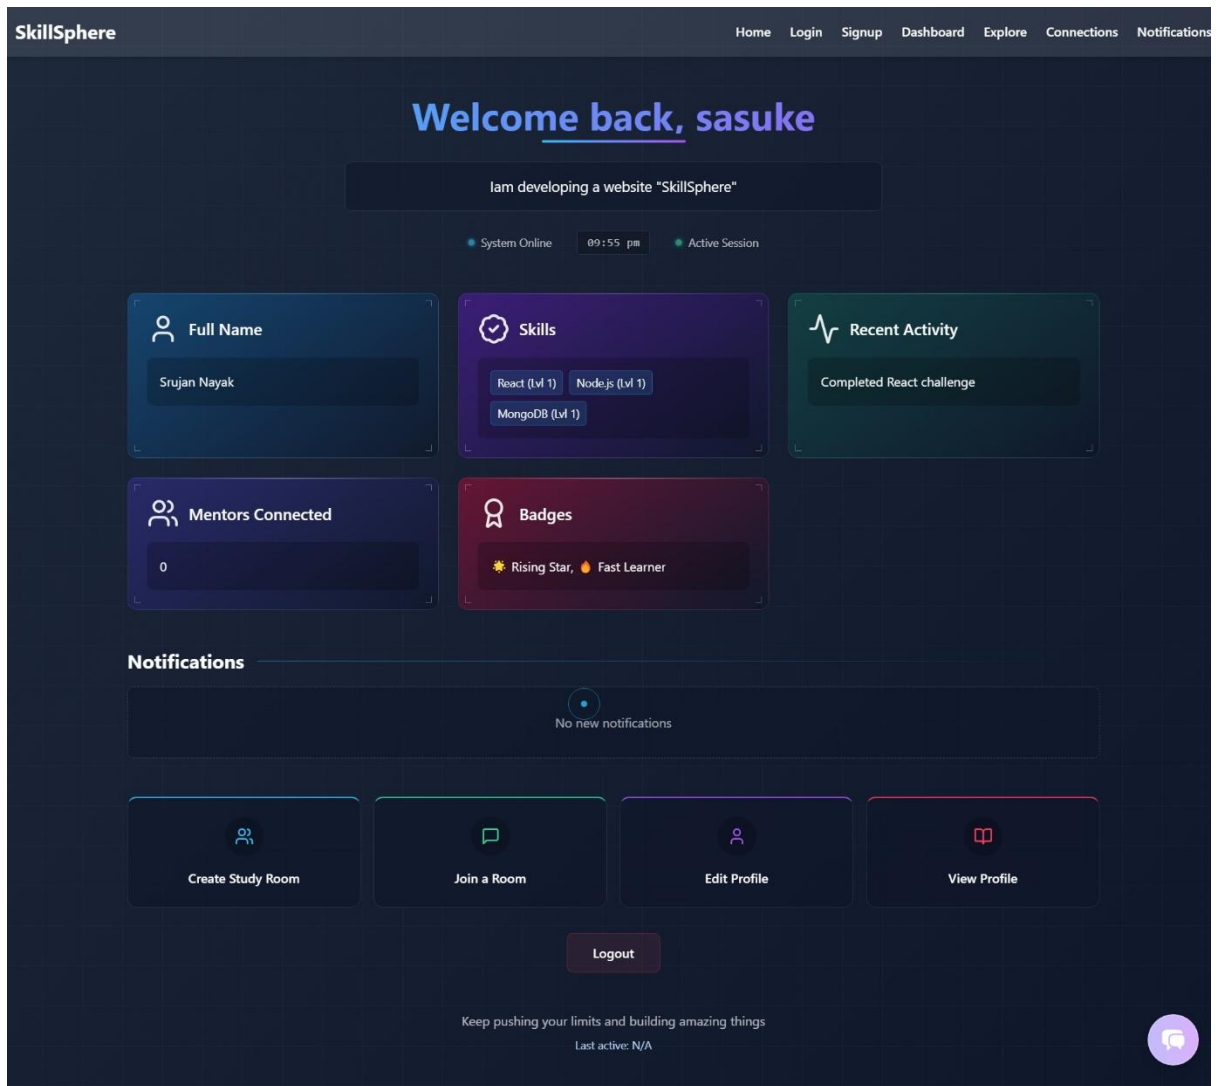 SkillSphere
Home Login Signup Dashboard Explore Connections Notifications
Welcome back, sasuke
Iam developing a website "SkillSphere"
System Online 09:55 pm Active Session
Full Name
Srujan Nayak
Skills
React (Lvl 1) Node.js (Lvl 1)
MongoDB (Lvl 1)
Recent Activity
Completed React challenge
Mentors Connected
0
Badges
🌟 Rising Star, 🔥 Fast Learner
Notifications
No new notifications
Create Study Room
Join a Room
Edit Profile
View Profile
Logout
Keep pushing your limits and building amazing things
Last active: N/A